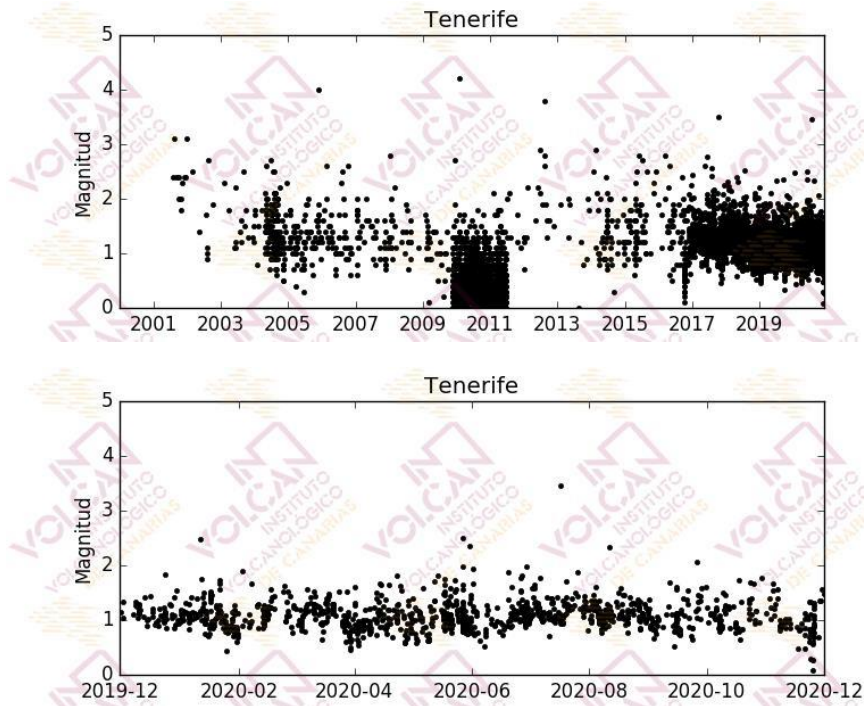 Tenerife
Magnitud
5
4
3
2
1
0
2001 2003 2005 2007 2009 2011 2013 2015 2017 2019
Tenerife
Magnitud
5
4
3
2
1
0
2019-12 2020-02 2020-04 2020-06 2020-08 2020-10 2020-12
INVOLCAN
INSTITUTO
VOLCANOLÓGICO
DE CANARIAS